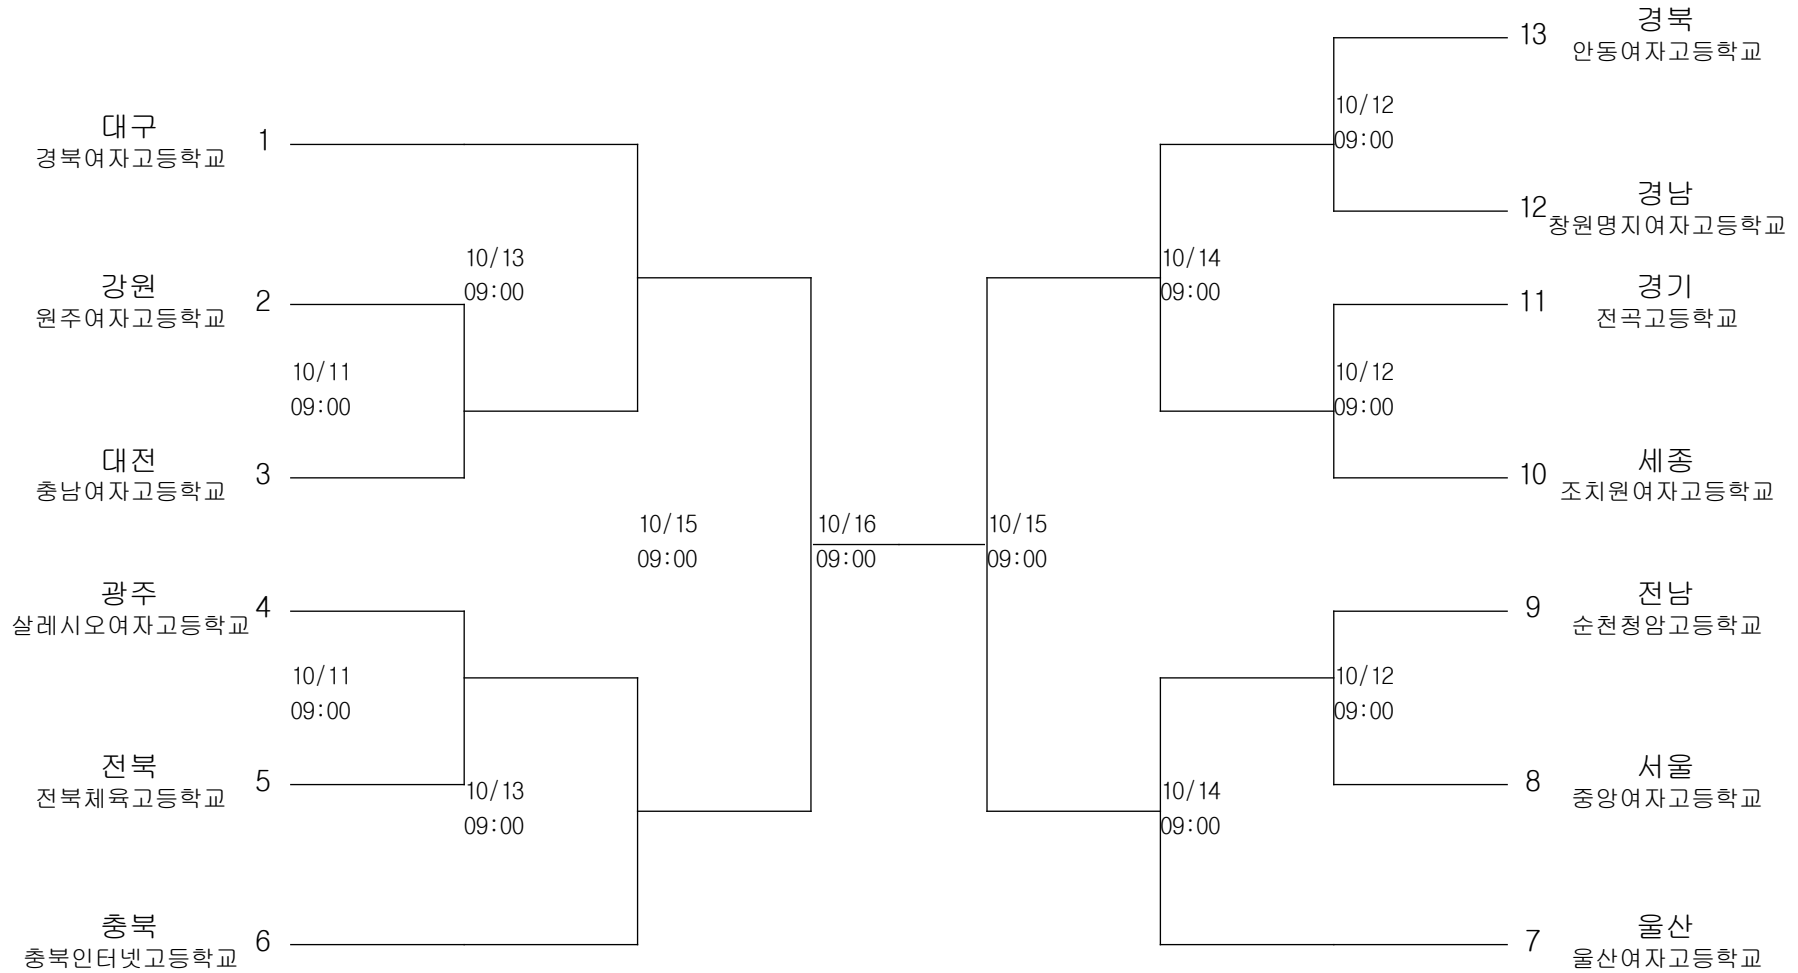 대구
경북여자고등학교
1
강원
원주여자고등학교
2
대전
충남여자고등학교
3
광주
살레시오여자고등학교
4
전북
전북체육고등학교
5
충북
충북인터넷고등학교
6
10/11
09:00
10/11
09:00
10/13
09:00
10/13
09:00
10/15
09:00
10/16
09:00
10/15
09:00
10/14
09:00
10/14
09:00
10/12
09:00
10/12
09:00
10/12
09:00
13
경북
안동여자고등학교
12
경남
창원명지여자고등학교
11
경기
전곡고등학교
10
세종
조치원여자고등학교
9
전남
순천청암고등학교
8
서울
중앙여자고등학교
7
울산
울산여자고등학교